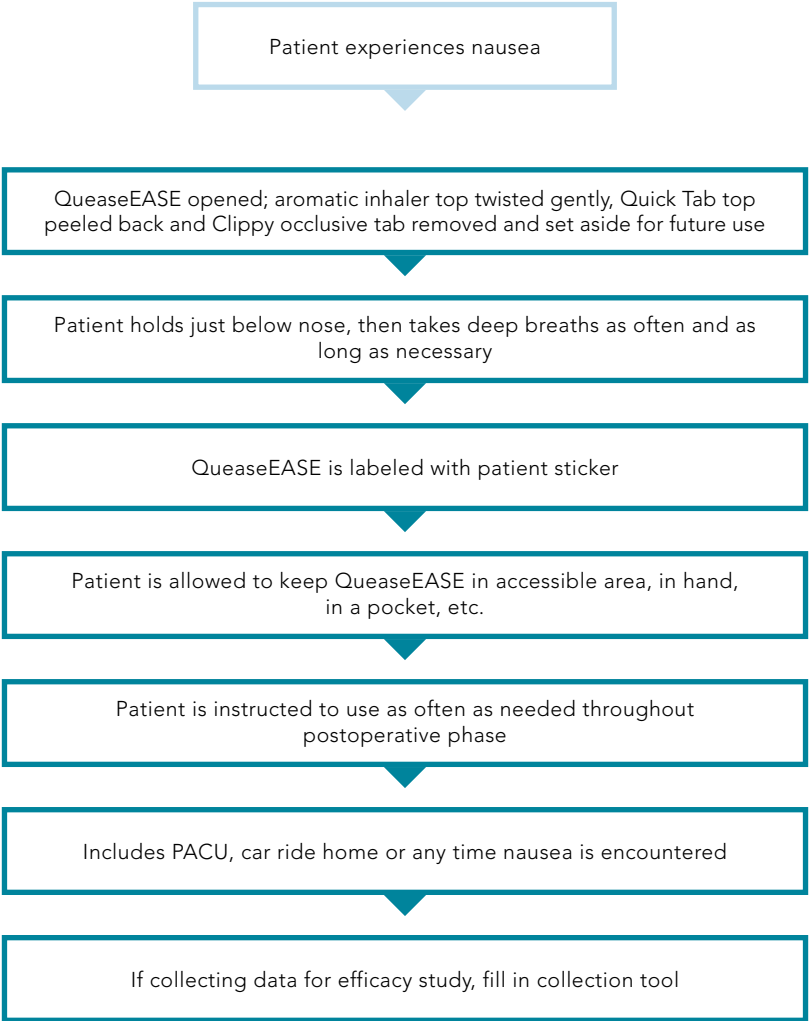 Patient experiences nausea
QueaseEASE opened; aromatic inhaler top twisted gently, Quick Tab top
peeled back and Clippy occlusive tab removed and set aside for future use
Patient holds just below nose, then takes deep breaths as often and as
long as necessary
QueaseEASE is labeled with patient sticker
Patient is allowed to keep QueaseEASE in accessible area, in hand,
in a pocket, etc.
Patient is instructed to use as often as needed throughout
postoperative phase
Includes PACU, car ride home or any time nausea is encountered
If collecting data for efficacy study, fill in collection tool